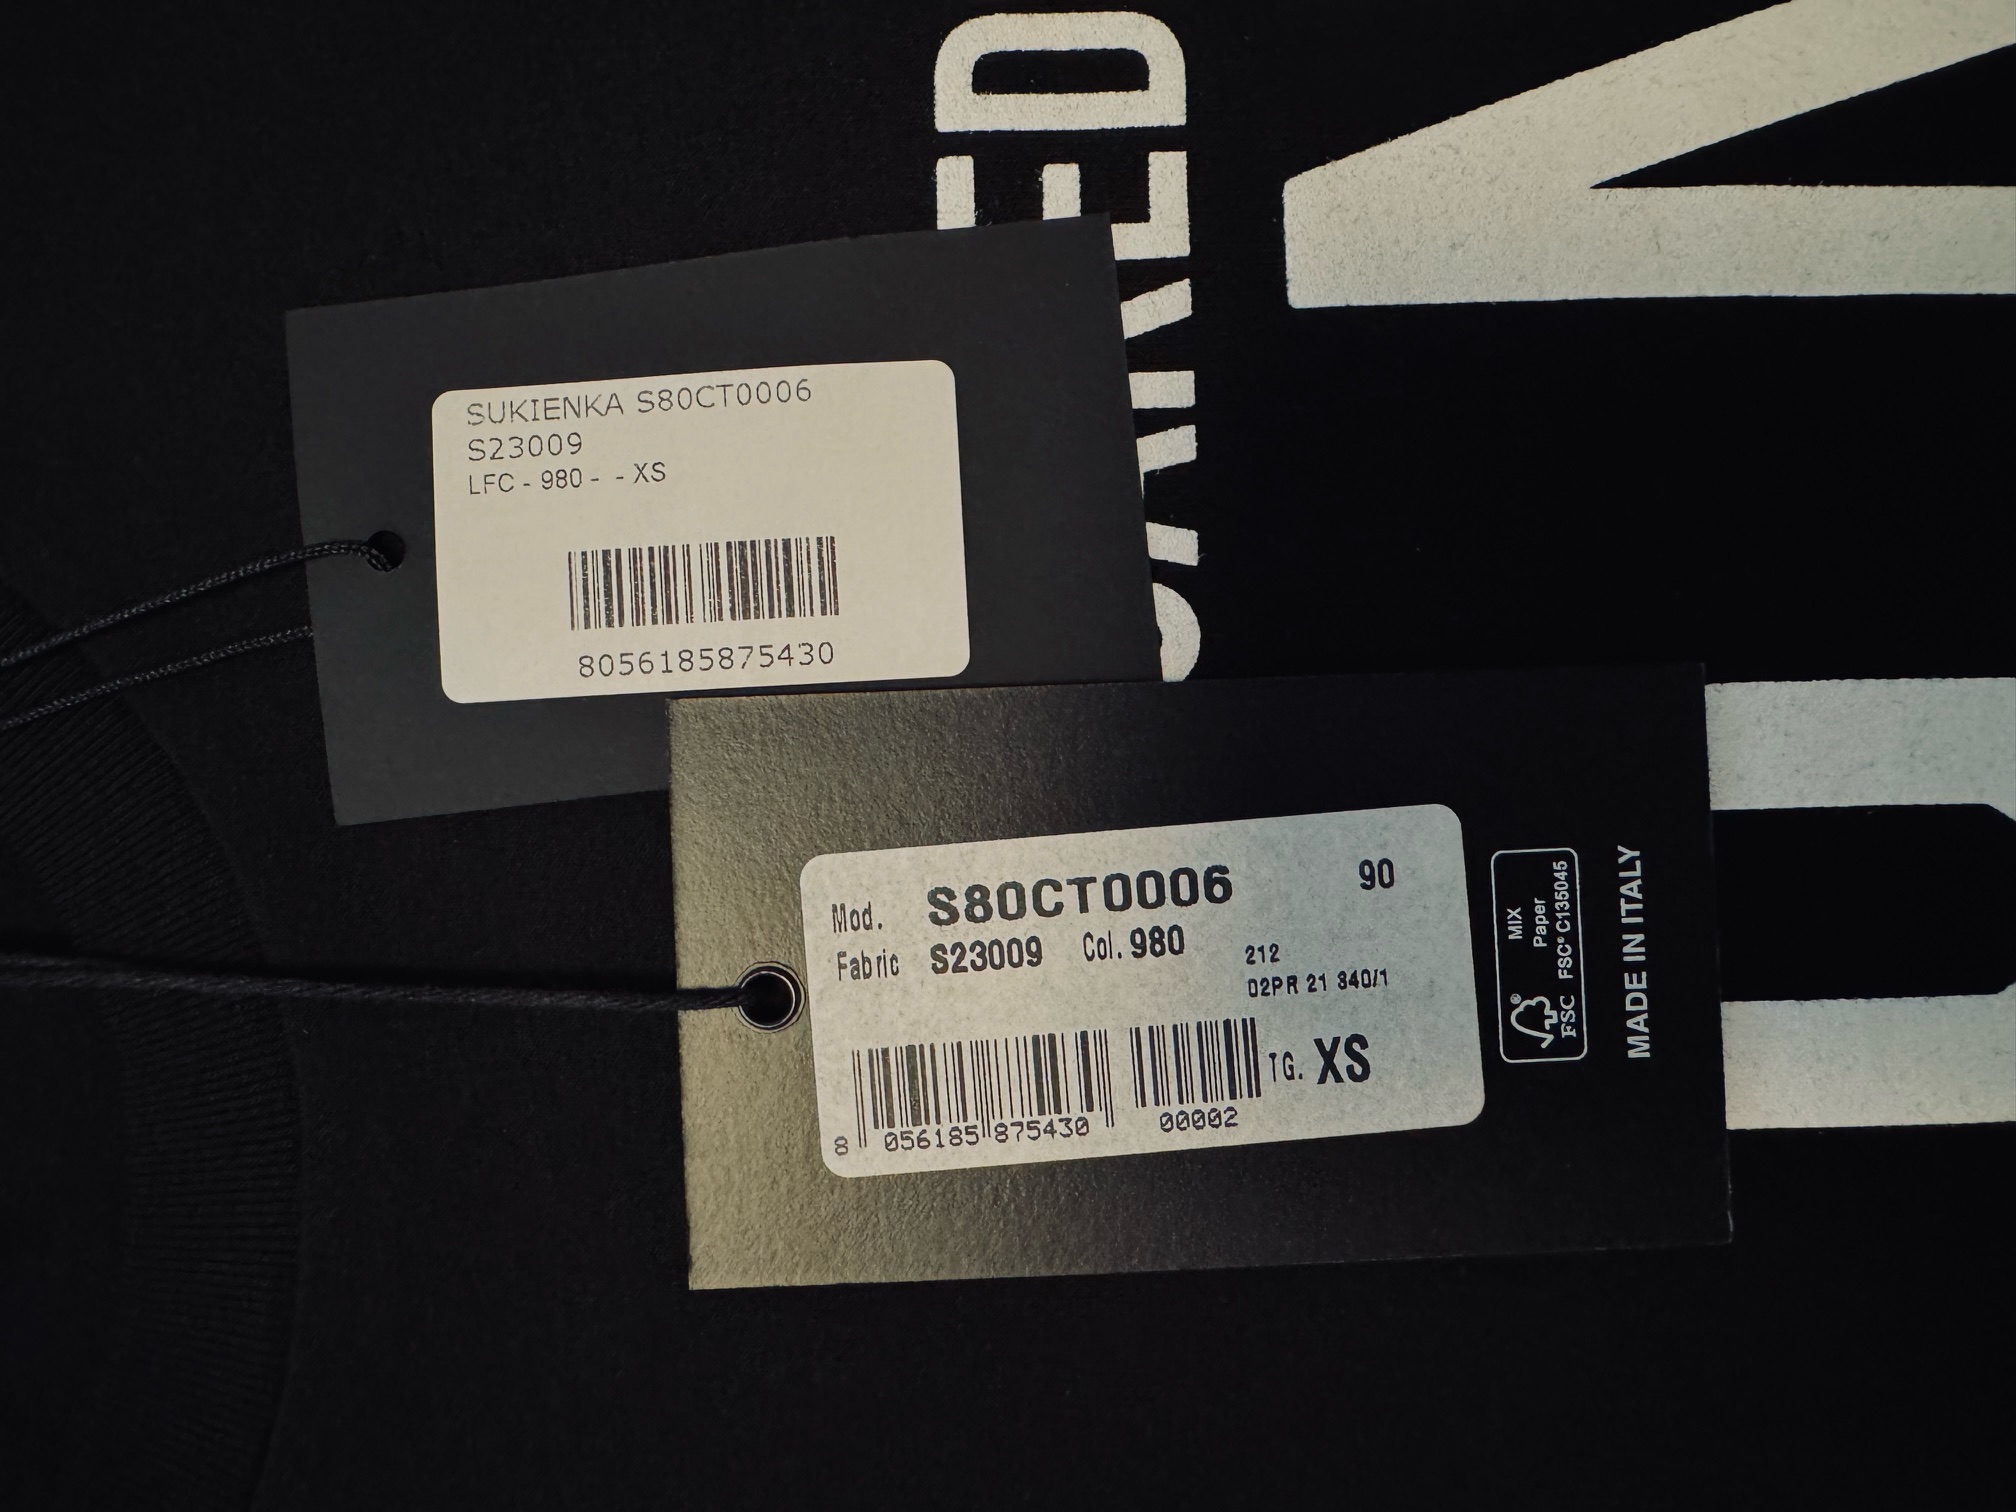 SUKIENKA S80CT0006
S23009
LFC - 980 - - XS
8056185875430
Mod. S80CT0006 90
Fabric S23009 Col. 980
212
02PR 21 340/1
TG. XS
8 056185 875430 00002
MIX
Paper
FSC® C135045
FSC
MADE IN ITALY